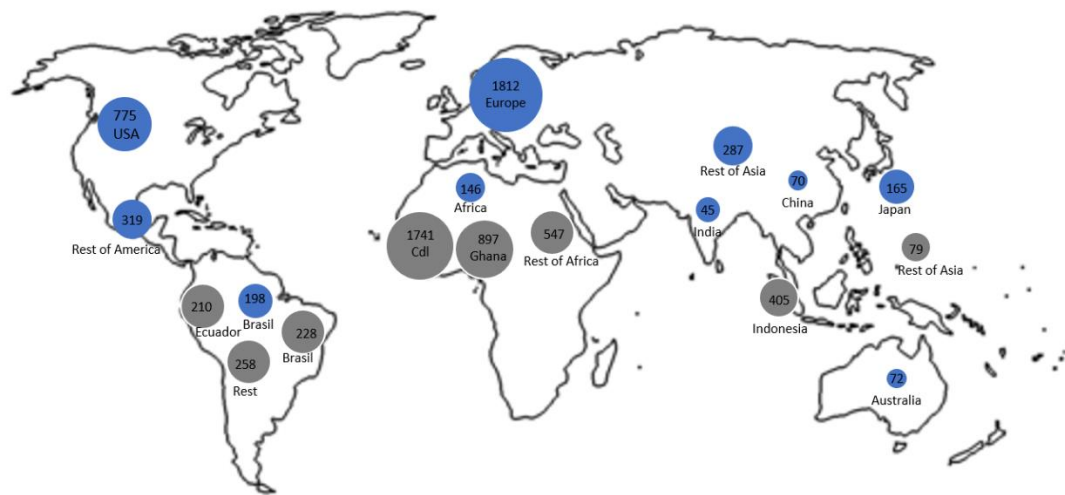 1812
Europe
775
USA
287
Rest of Asia
70
China
165
Japan
146
Africa
45
India
319
Rest of America
1741
CdI
897
Ghana
547
Rest of Africa
79
Rest of Asia
210
Ecuador
198
Brasil
228
Brasil
405
Indonesia
258
Rest
72
Australia